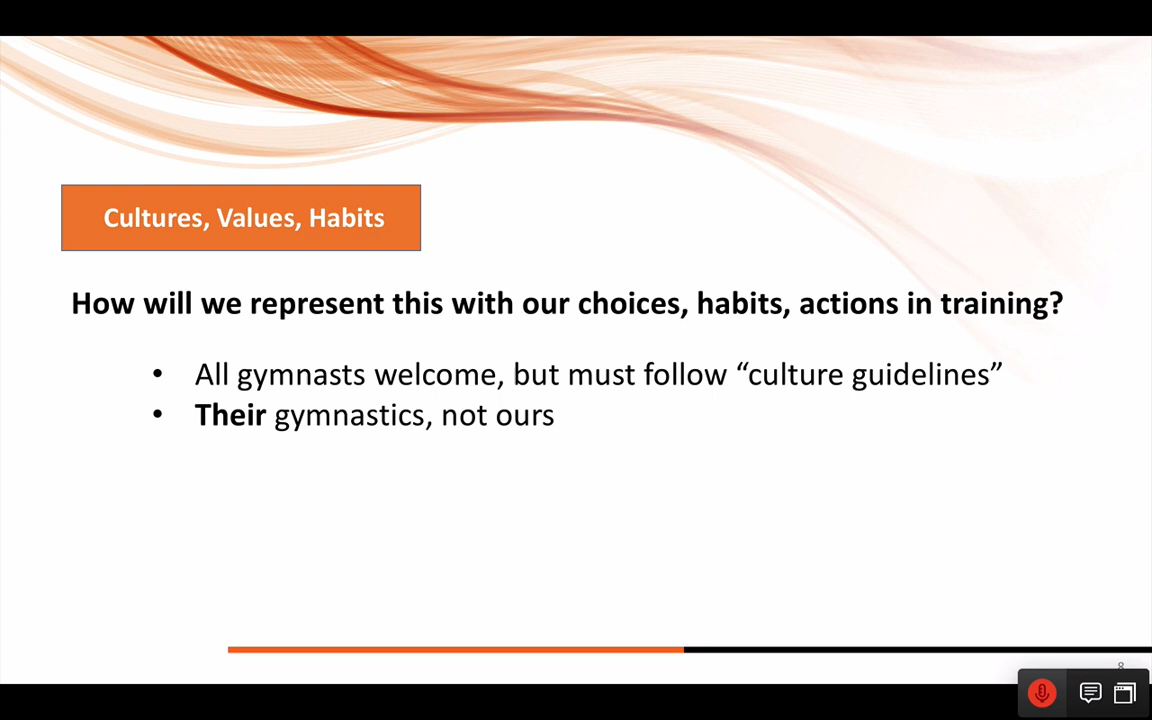 Cultures, Values, Habits
How will we represent this with our choices, habits, actions in training?
• All gymnasts welcome, but must follow “culture guidelines”
• Their gymnastics, not ours
8